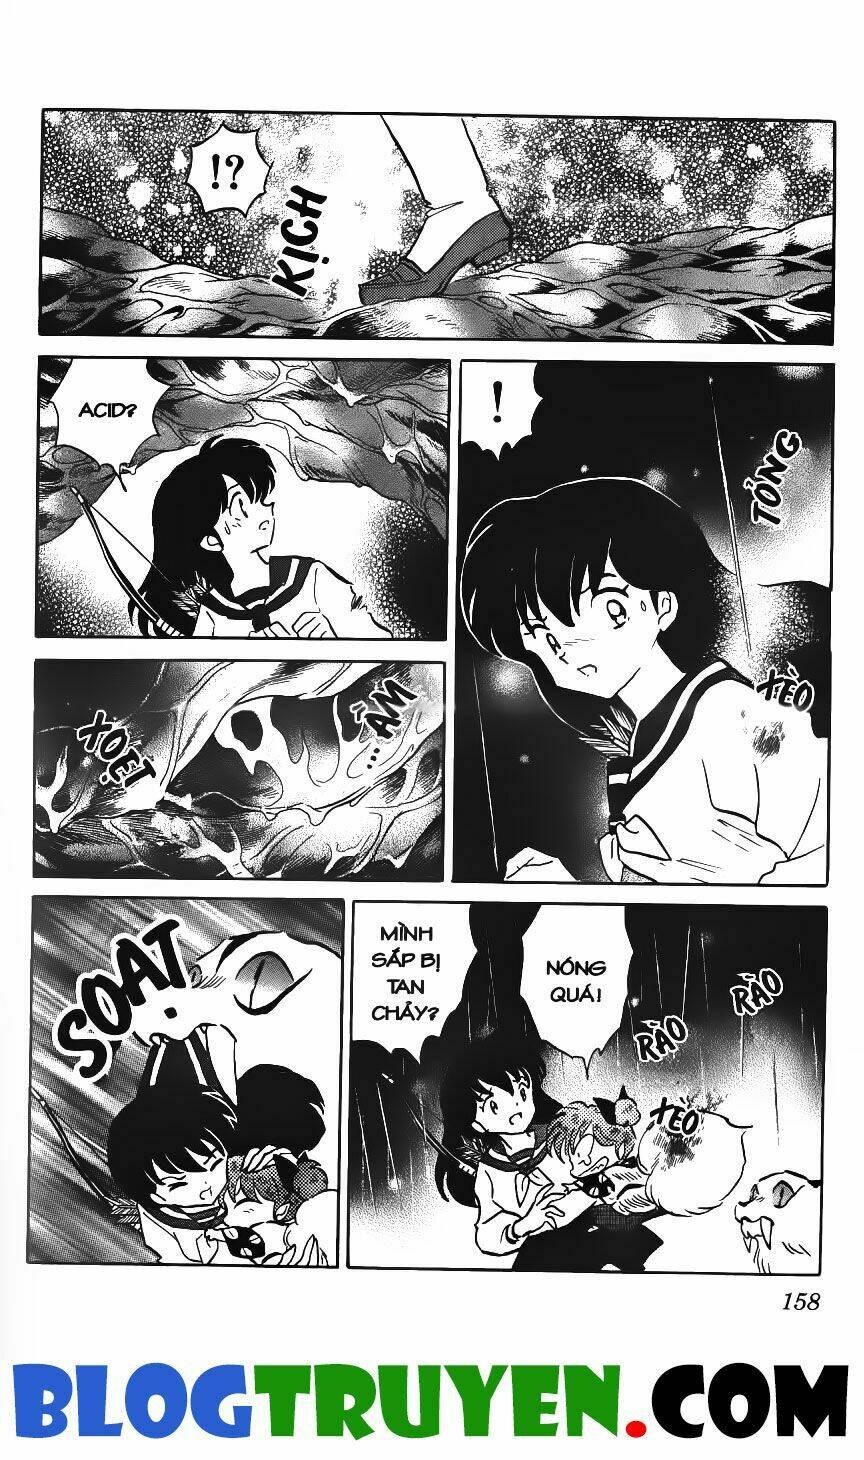 !?
KỊCH
ACID?
!
TỎNG
XÈO
XOẸT
...ẦM
SOẠT
MÌNH
SẮP BỊ
TAN
CHẢY?
NÓNG
QUÁ!
RÀO
RÀO
XÈO
158
BLOGTRUYEN.COM